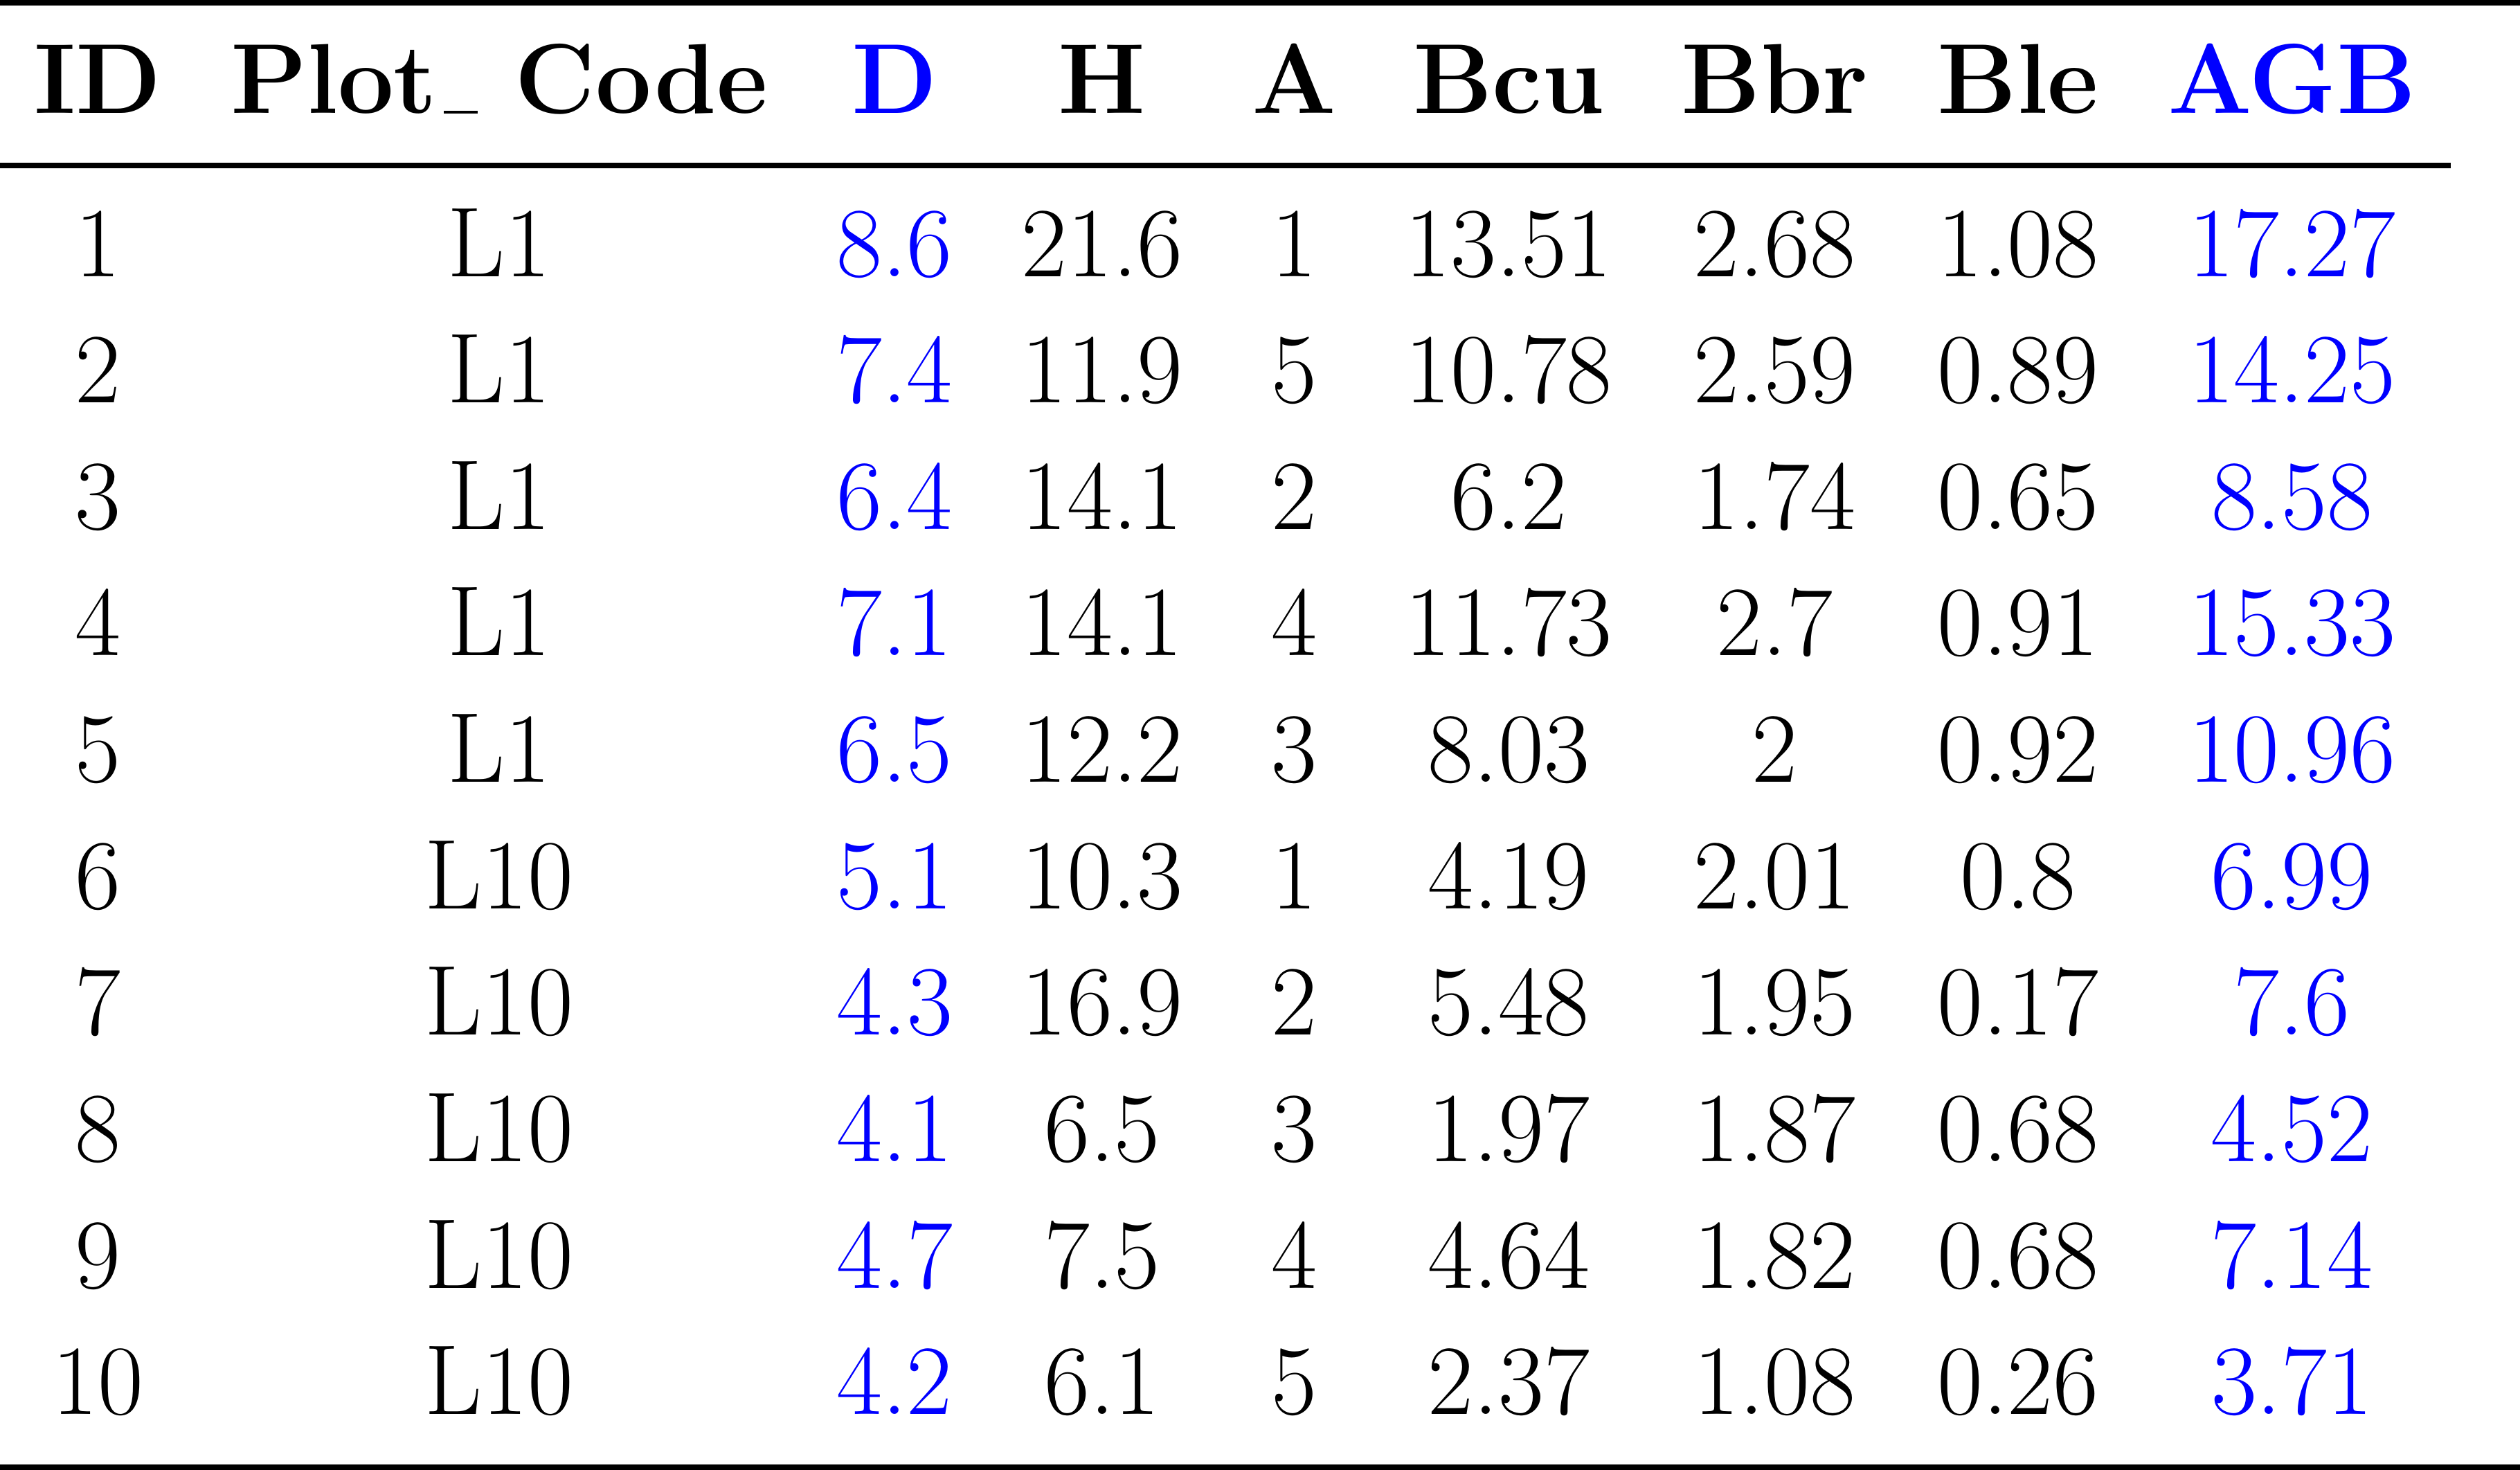 ID Plot_ Code D H A Bcu Bbr Ble AGB
1 L1 8.6 21.6 1 13.51 2.68 1.08 17.27
2 L1 7.4 11.9 5 10.78 2.59 0.89 14.25
3 L1 6.4 14.1 2 6.2 1.74 0.65 8.58
4 L1 7.1 14.1 4 11.73 2.7 0.91 15.33
5 L1 6.5 12.2 3 8.03 2 0.92 10.96
6 L10 5.1 10.3 1 4.19 2.01 0.8 6.99
7 L10 4.3 16.9 2 5.48 1.95 0.17 7.6
8 L10 4.1 6.5 3 1.97 1.87 0.68 4.52
9 L10 4.7 7.5 4 4.64 1.82 0.68 7.14
10 L10 4.2 6.1 5 2.37 1.08 0.26 3.71